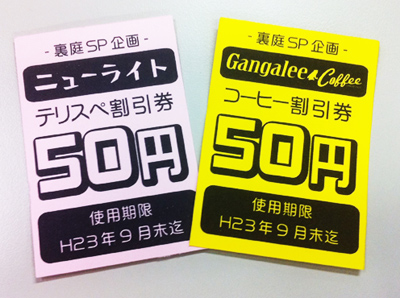 - 裏庭SP企画 -
ニューライト
テリスペ割引券
50円
使用期限
H23年9月末迄
- 裏庭SP企画 -
Gangalee & Coffee
コーヒー割引券
50円
使用期限
H23年9月末迄